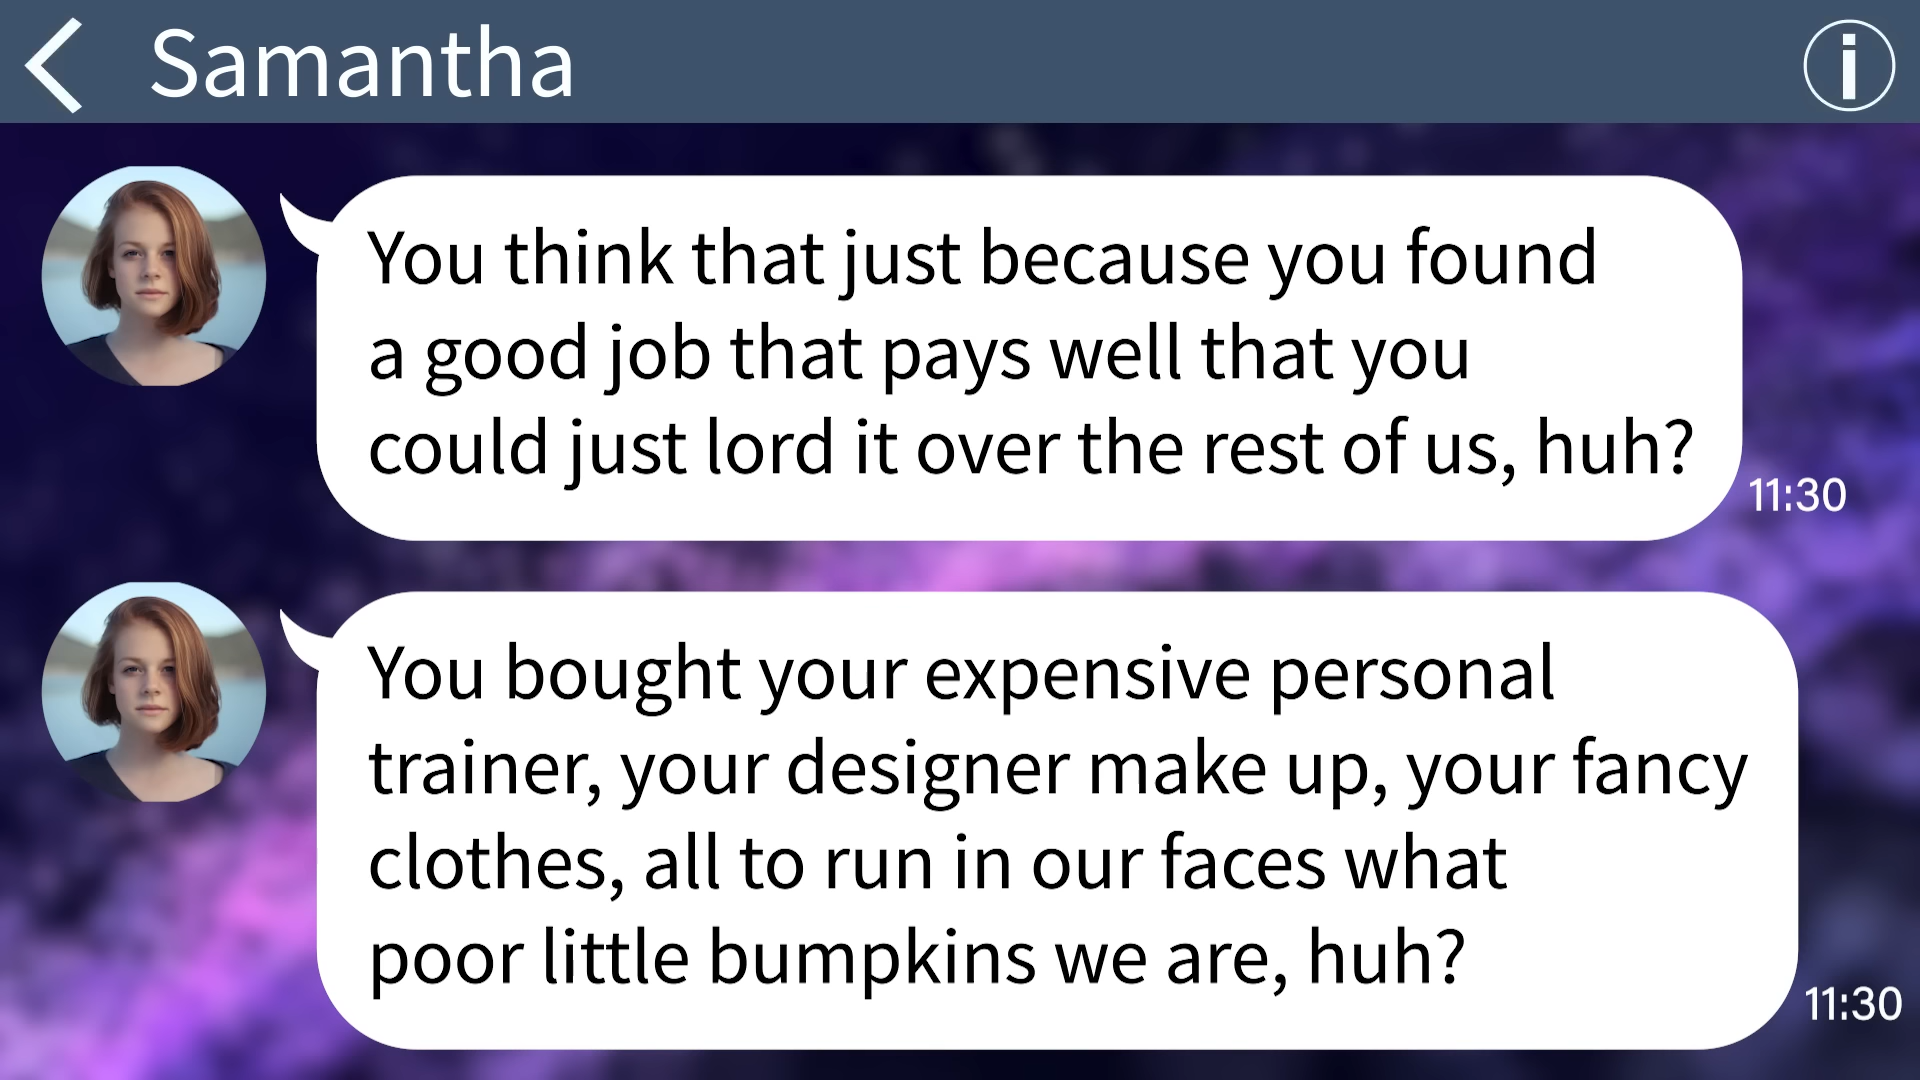 Samantha
You think that just because you found
a good job that pays well that you
could just lord it over the rest of us, huh?
11:30
You bought your expensive personal
trainer, your designer make up, your fancy
clothes, all to run in our faces what
poor little bumpkins we are, huh?
11:30